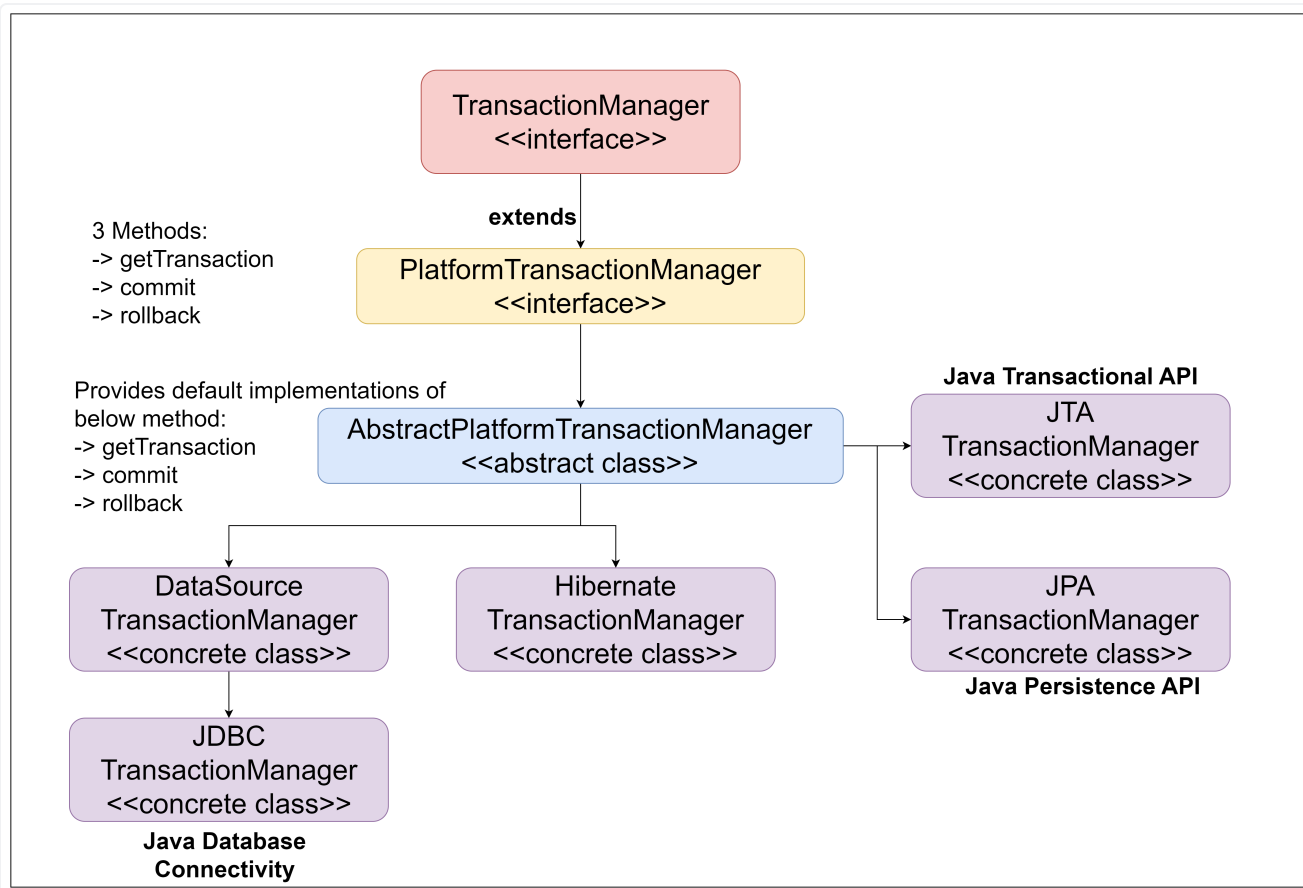 TransactionManager
<<interface>>
extends
3 Methods:
-> getTransaction
-> commit
-> rollback
PlatformTransactionManager
<<interface>>
Provides default implementations of
below method:
-> getTransaction
-> commit
-> rollback
AbstractPlatformTransactionManager
<<abstract class>>
Java Transactional API
JTA
TransactionManager
<<concrete class>>
DataSource
TransactionManager
<<concrete class>>
Hibernate
TransactionManager
<<concrete class>>
JPA
TransactionManager
<<concrete class>>
Java Persistence API
JDBC
TransactionManager
<<concrete class>>
Java Database
Connectivity